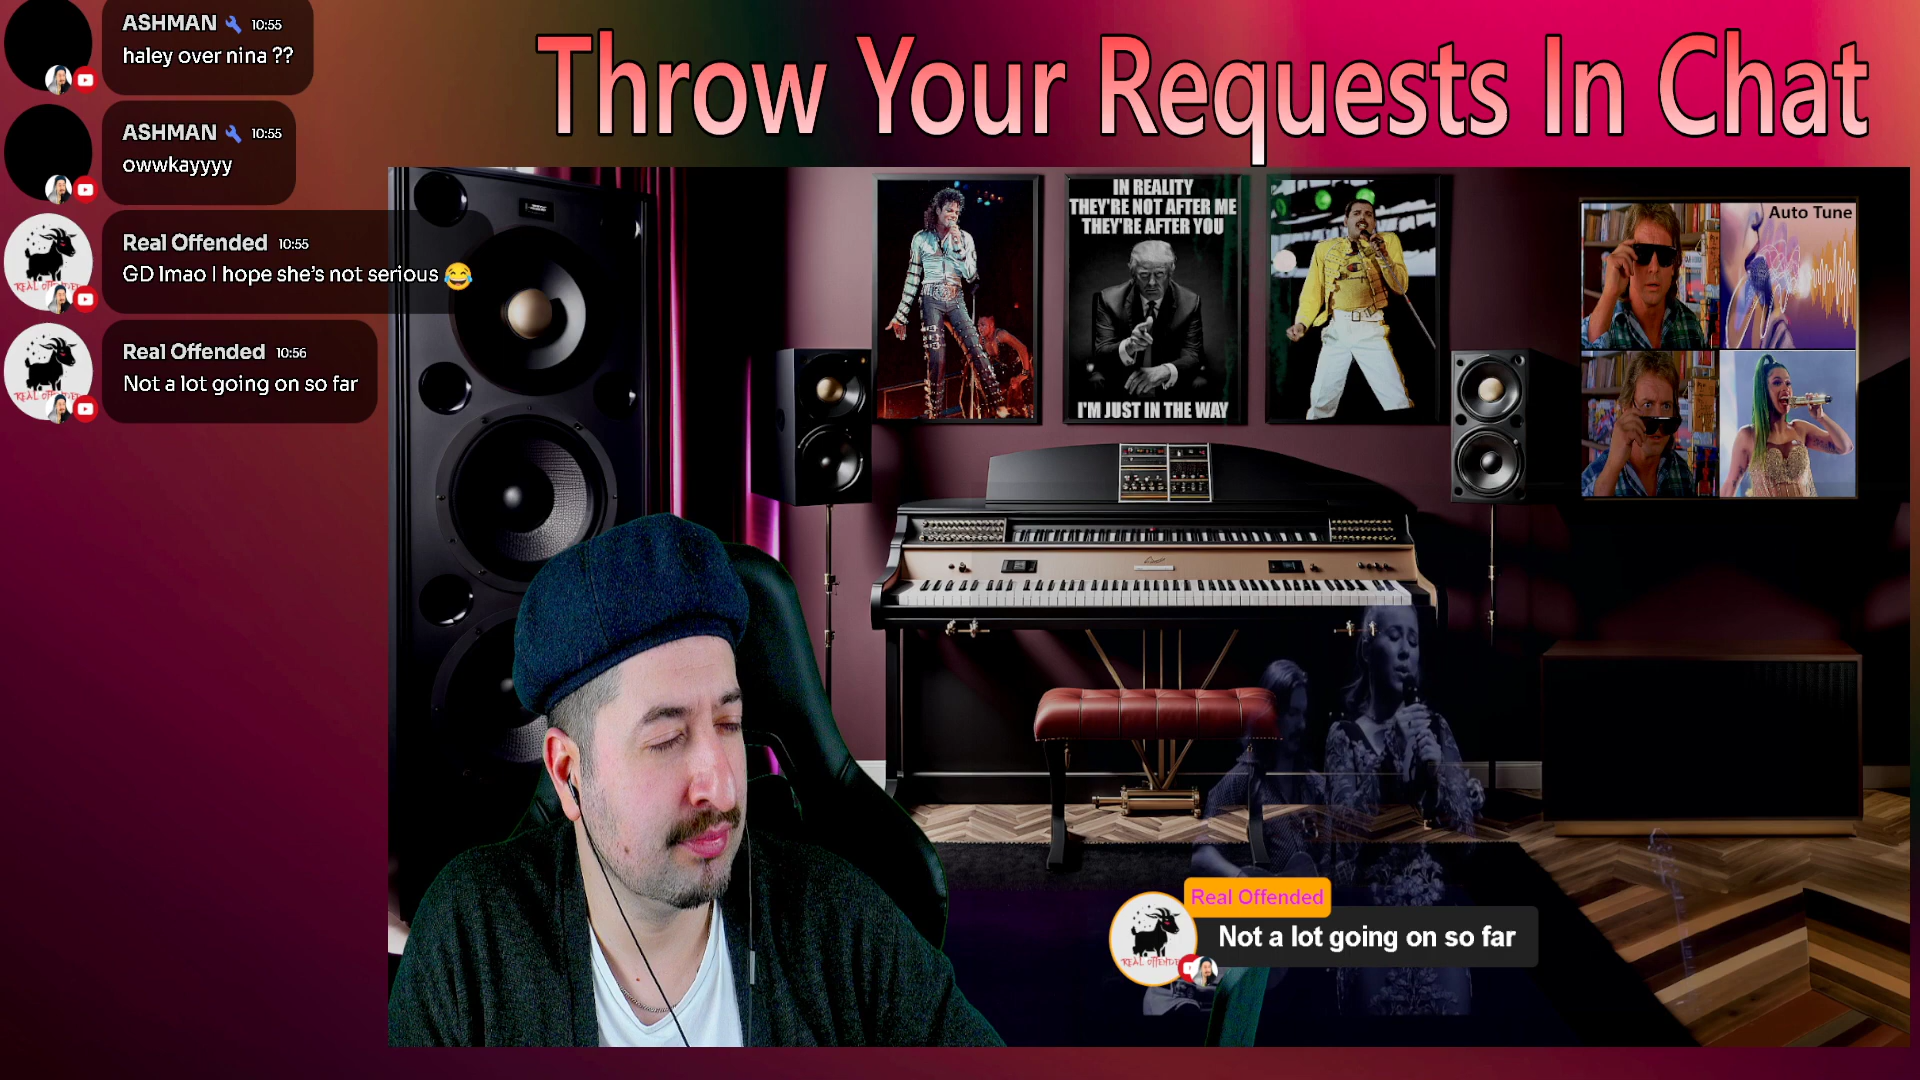 Throw Your Requests In Chat
ASHMAN 10:55
haley over nina ??
ASHMAN 10:55
owwkayyyy
Real Offended 10:55
GD lmao I hope she's not serious 😂
Real Offended 10:56
Not a lot going on so far
IN REALITY
THEY'RE NOT AFTER ME
THEY'RE AFTER YOU
I'M JUST IN THE WAY
Auto Tune
Real Offended
Not a lot going on so far
REAL OFFENDED